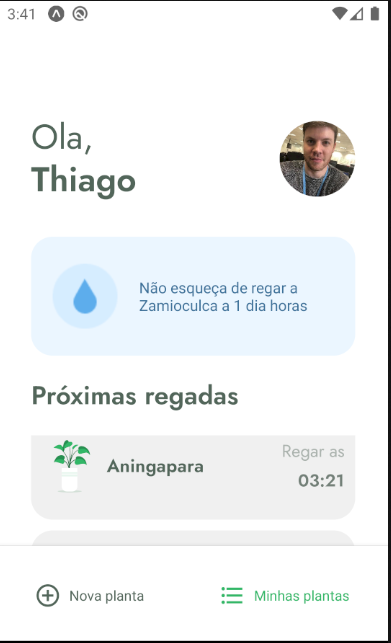 3:41
Ola,
Thiago
Não esqueça de regar a
Zamioculca a 1 dia horas
Próximas regadas
Regar as
Aningapara
03:21
Nova planta
Minhas plantas